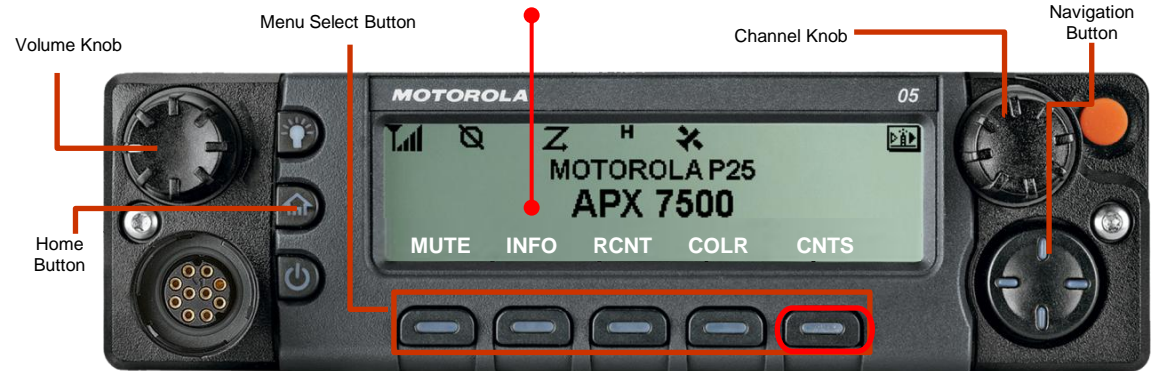 Navigation
Button
Menu Select Button
Channel Knob
Volume Knob
MOTOROLA
05
H
MOTOROLA P25
APX 7500
MUTE INFO RCNT COLR CNTS
Home
Button